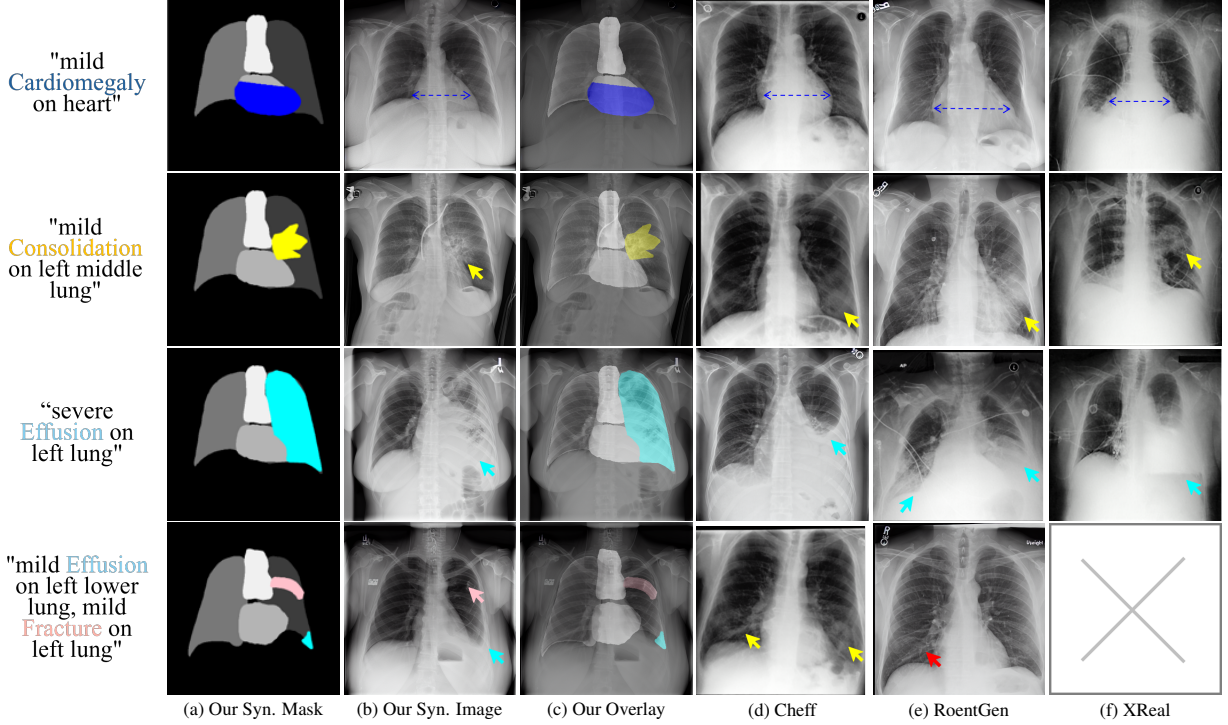 "mild
Cardiomegaly
on heart"
"mild
Consolidation
on left middle
lung"
“severe
Effusion on
left lung"
"mild Effusion
on left lower
lung, mild
Fracture on
left lung"
(a) Our Syn. Mask
(b) Our Syn. Image
(c) Our Overlay
(d) Cheff
(e) RoentGen
(f) XReal